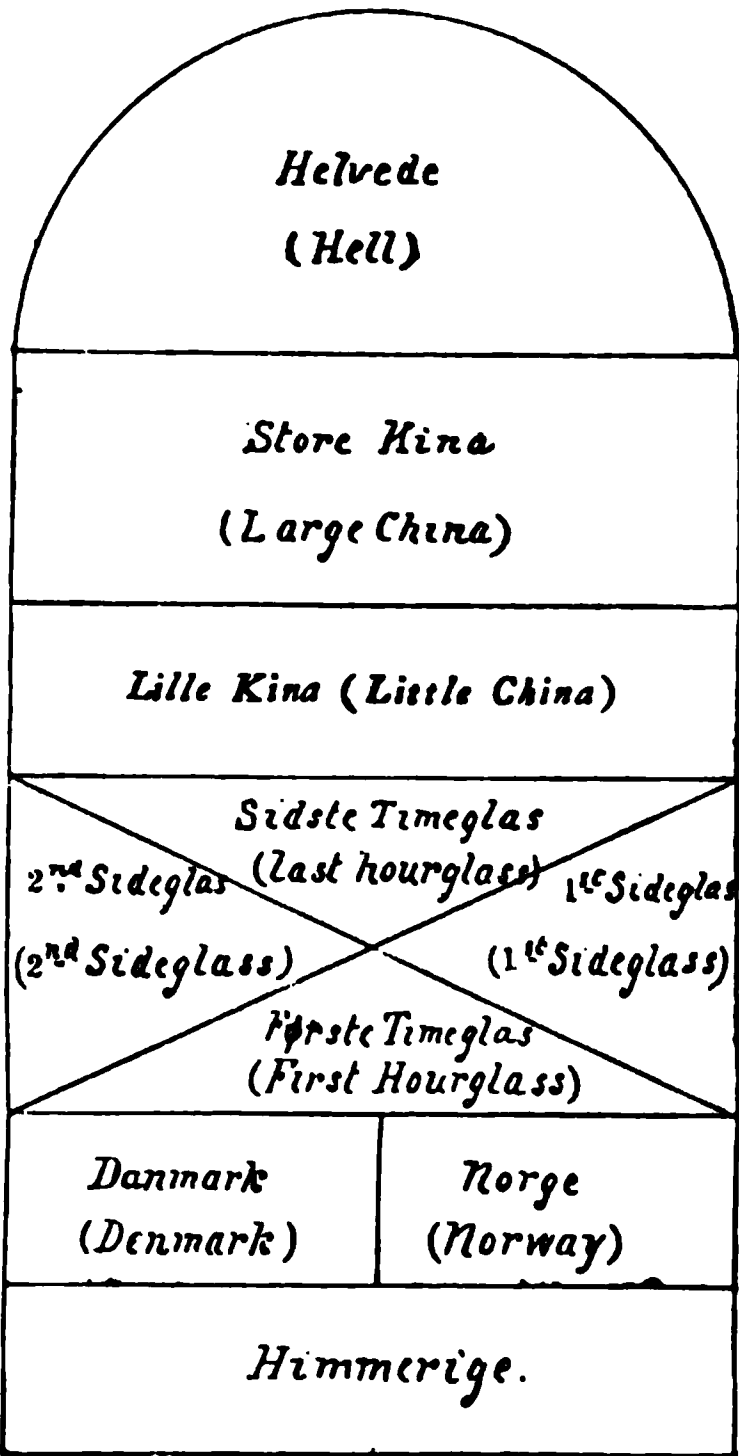 Helvede
(Hell)
Store Kina
(Large China)
Lille Kina (Little China)
Sidste Timeglas
(last hourglass)
2nd Sideglas
(2nd Sideglass)
1st Sideglas
(1st Sideglass)
Første Timeglas
(First Hourglass)
Danmark
(Denmark)
Norge
(Norway)
Himmerige.